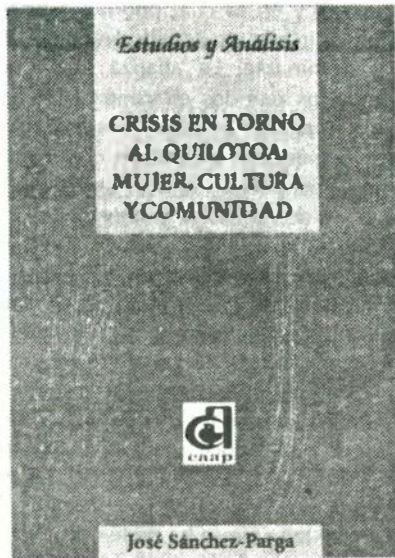 Estudios y Análisis
CRISIS EN TORNO
AL QUILOTOA:
MUJER, CULTURA
Y COMUNIDAD
caap
José Sánchez-Parga